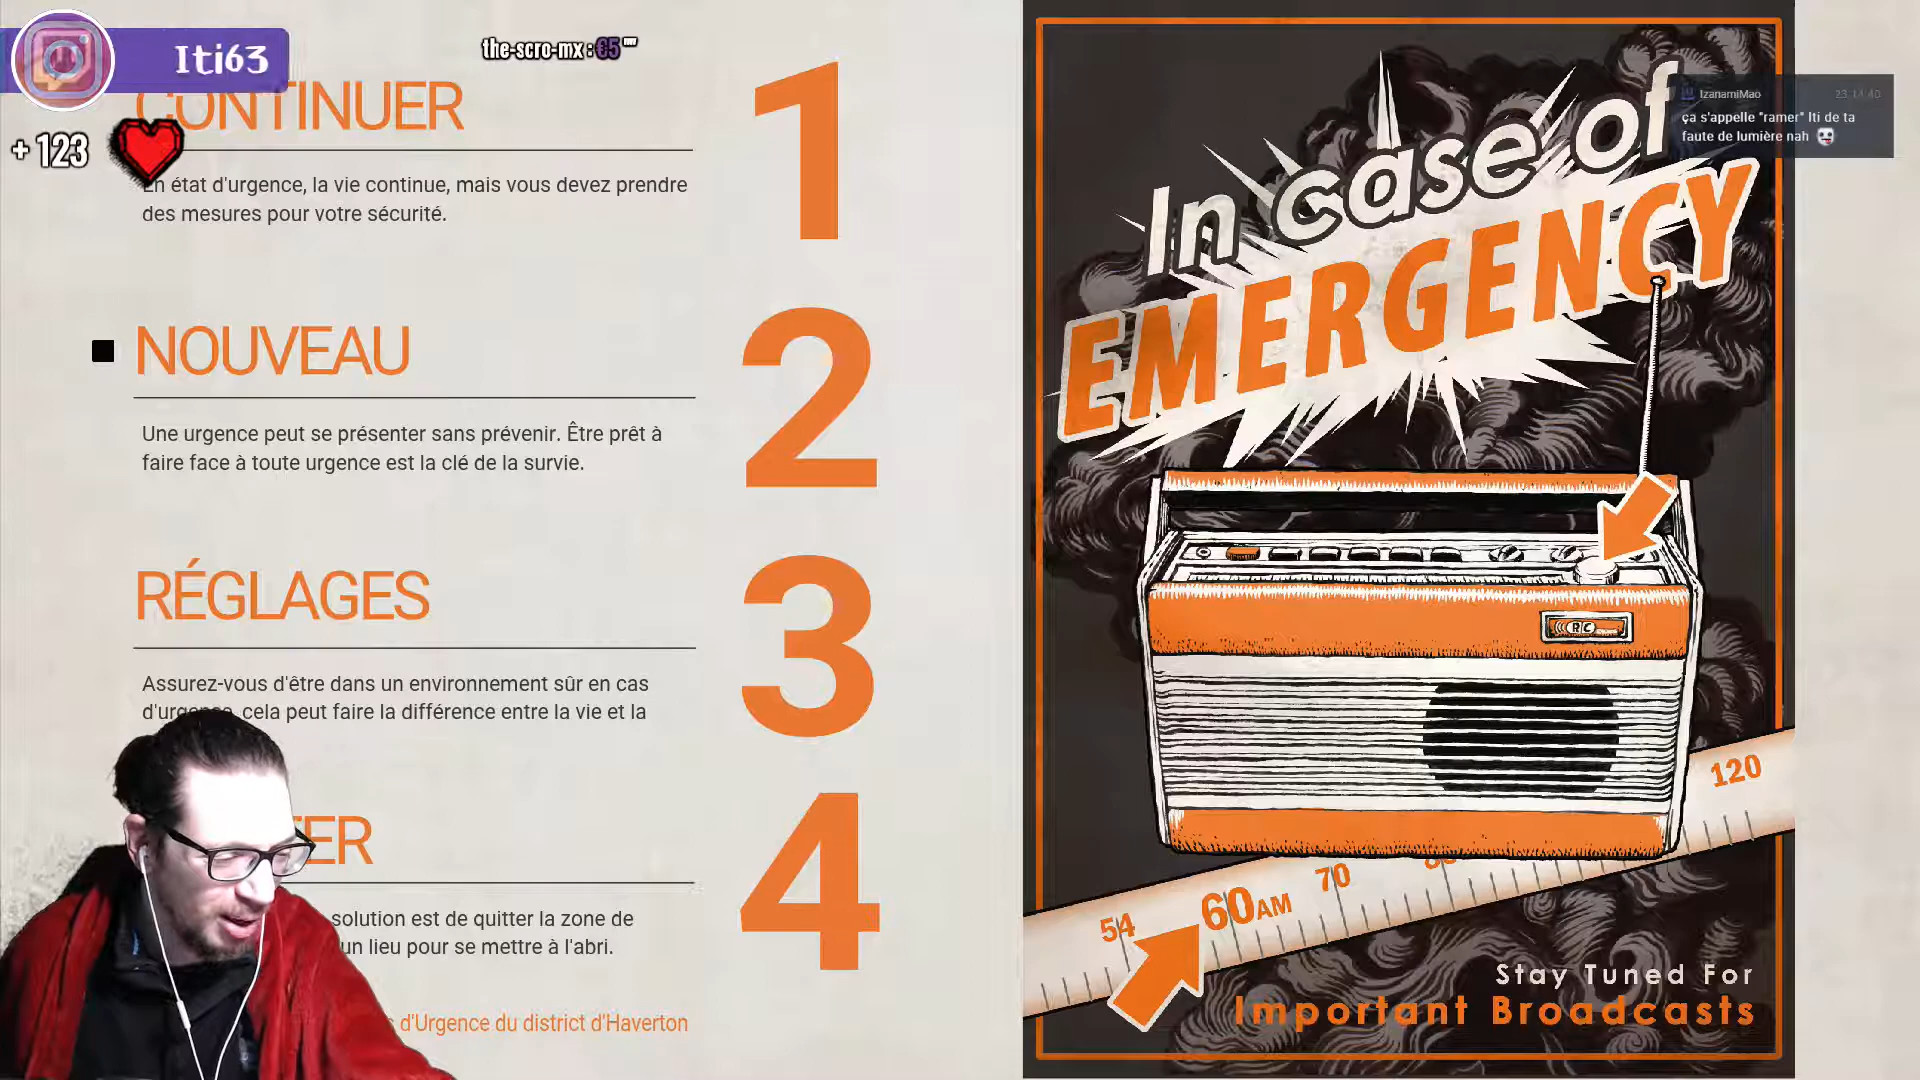 Iti63
the-scro-mx : 65
+ 123
CONTINUER
1
En état d'urgence, la vie continue, mais vous devez prendre
des mesures pour votre sécurité.
NOUVEAU
2
Une urgence peut se présenter sans prévenir. Être prêt à
faire face à toute urgence est la clé de la survie.
RÉGLAGES
3
Assurez-vous d'être dans un environnement sûr en cas
cela peut faire la différence entre la vie et la
TER
4
solution est de quitter la zone de
un lieu pour se mettre à l'abri.
d'Urgence du district d'Haverton
In case of
EMERGENCY
IzanamiMao 23:14:40
ça s'appelle "ramer" Iti de ta
faute de lumière nah
RC
54 60AM 70 120
Stay Tuned For
Important Broadcasts